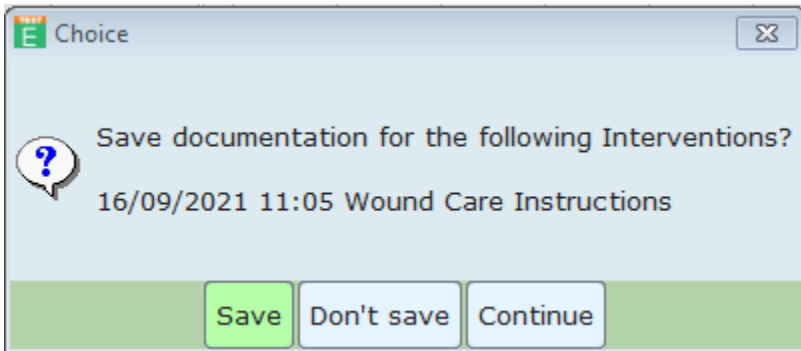 TEST
E Choice
Save documentation for the following Interventions?
?
16/09/2021 11:05 Wound Care Instructions
Save Don't save Continue